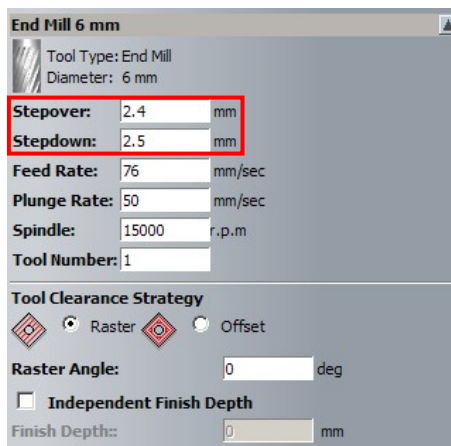 End Mill 6 mm
Tool Type: End Mill
Diameter: 6 mm
Stepover: 2.4 mm
Stepdown: 2.5 mm
Feed Rate: 76 mm/sec
Plunge Rate: 50 mm/sec
Spindle: 15000 r.p.m
Tool Number: 1
Tool Clearance Strategy
Raster Offset
Raster Angle: 0 deg
Independent Finish Depth
Finish Depth:: 0 mm